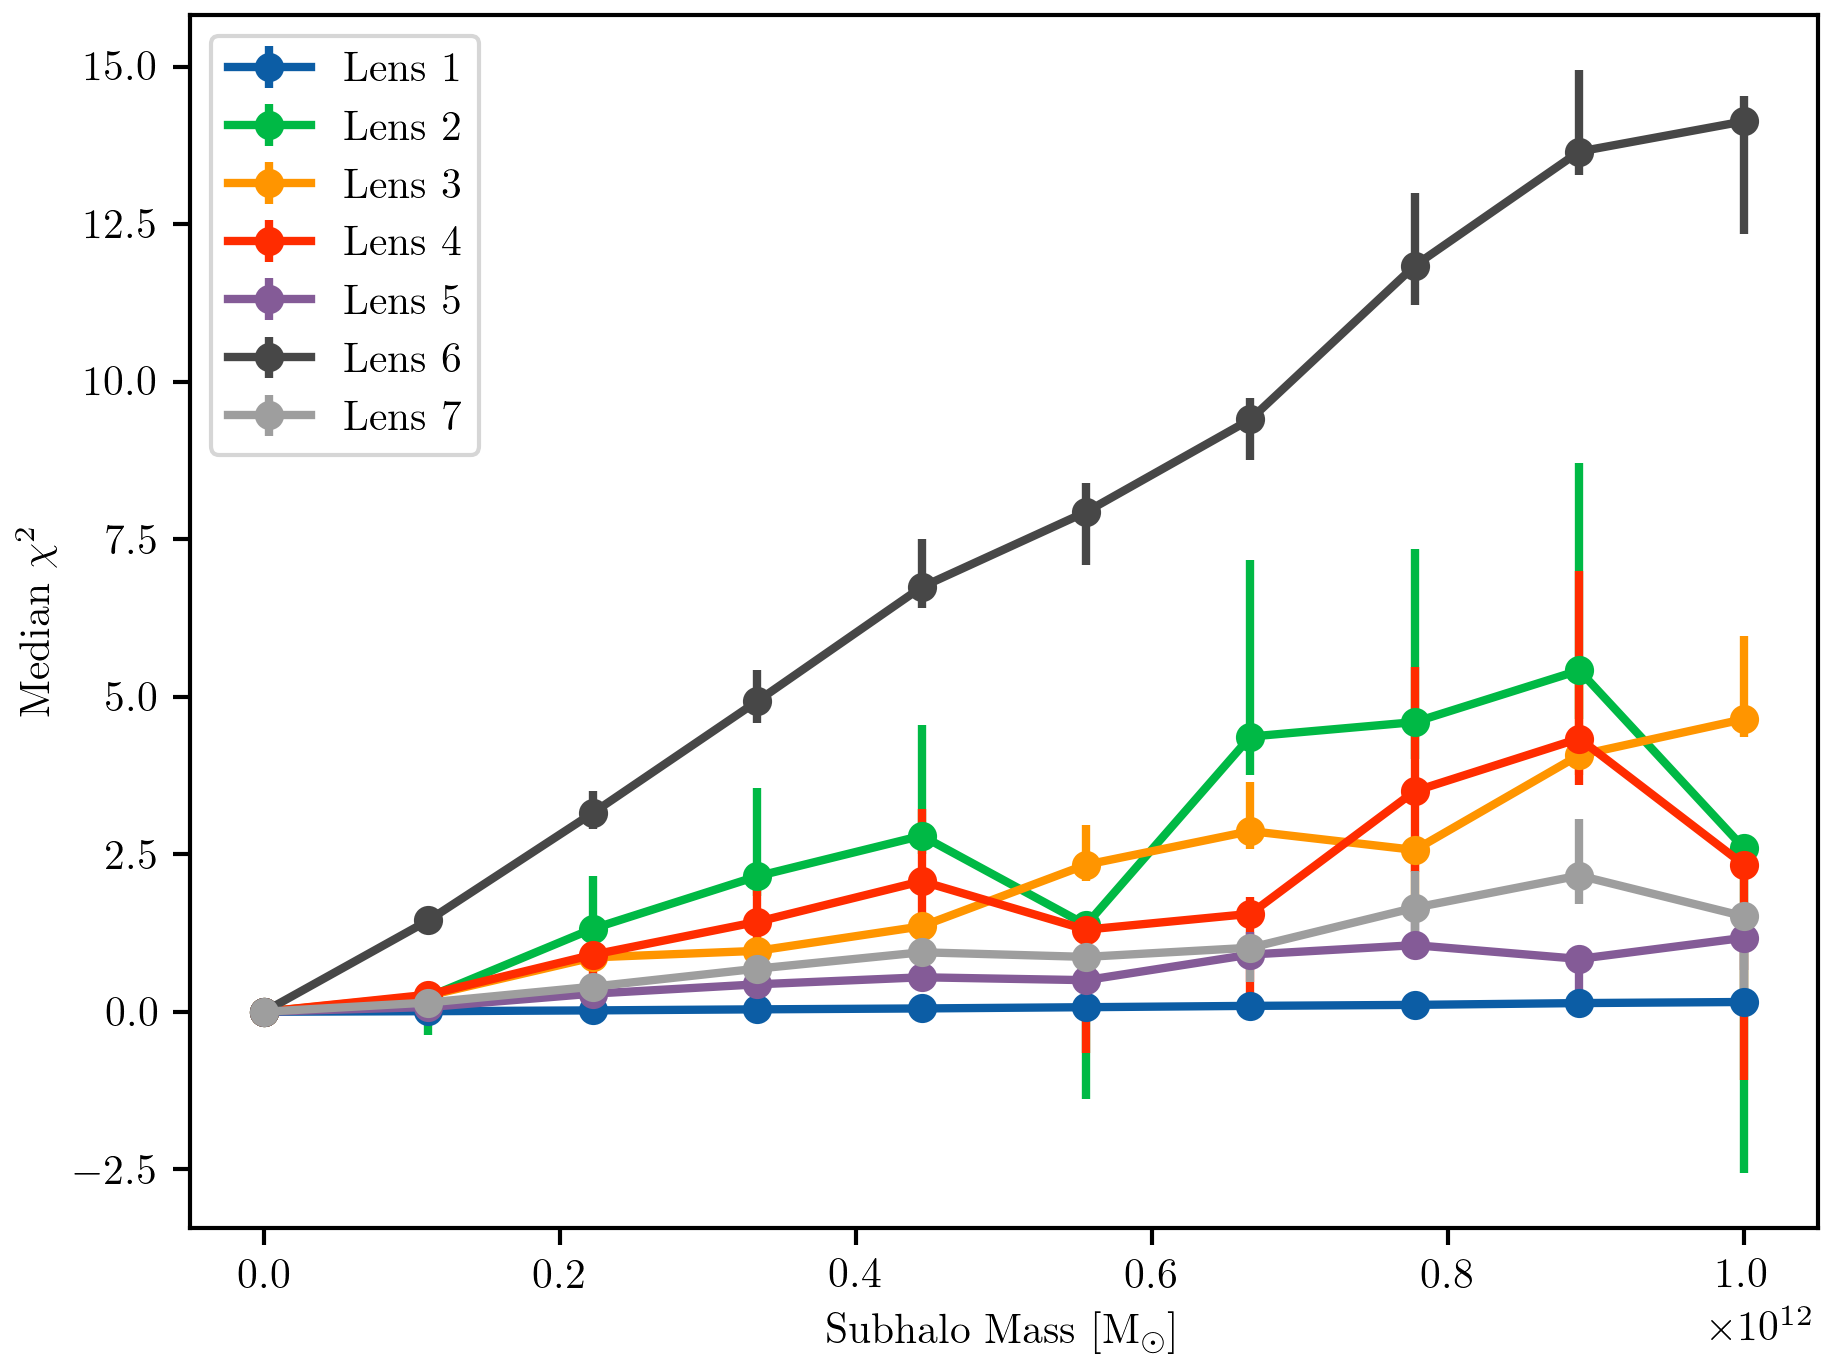 15.0
12.5
10.0
7.5
5.0
2.5
0.0
−2.5
Median χ²
Lens 1
Lens 2
Lens 3
Lens 4
Lens 5
Lens 6
Lens 7
0.0 0.2 0.4 0.6 0.8 1.0
×10¹²
Subhalo Mass [M☉]